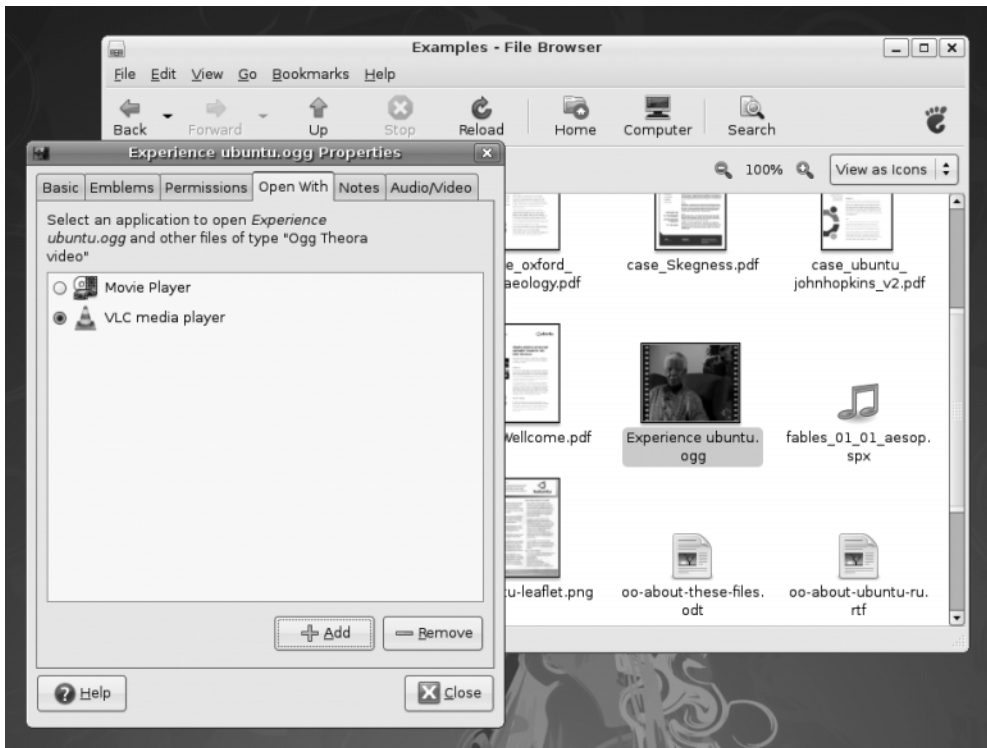 Examples - File Browser
File Edit View Go Bookmarks Help
Back Forward Up Stop Reload Home Computer Search
100% View as Icons
Experience ubuntu.ogg Properties
Basic Emblems Permissions Open With Notes Audio/Video
Select an application to open Experience
ubuntu.ogg and other files of type "Ogg Theora
video"
Movie Player
VLC media player
Add Remove
Help Close
e_oxford_
aeology.pdf
case_Skegness.pdf
case_ubuntu_
johnhopkins_v2.pdf
Wellcome.pdf
Experience ubuntu.
ogg
fables_01_01_aesop.
spx
tu-leaflet.png
oo-about-these-files.
odt
oo-about-ubuntu-ru.
rtf